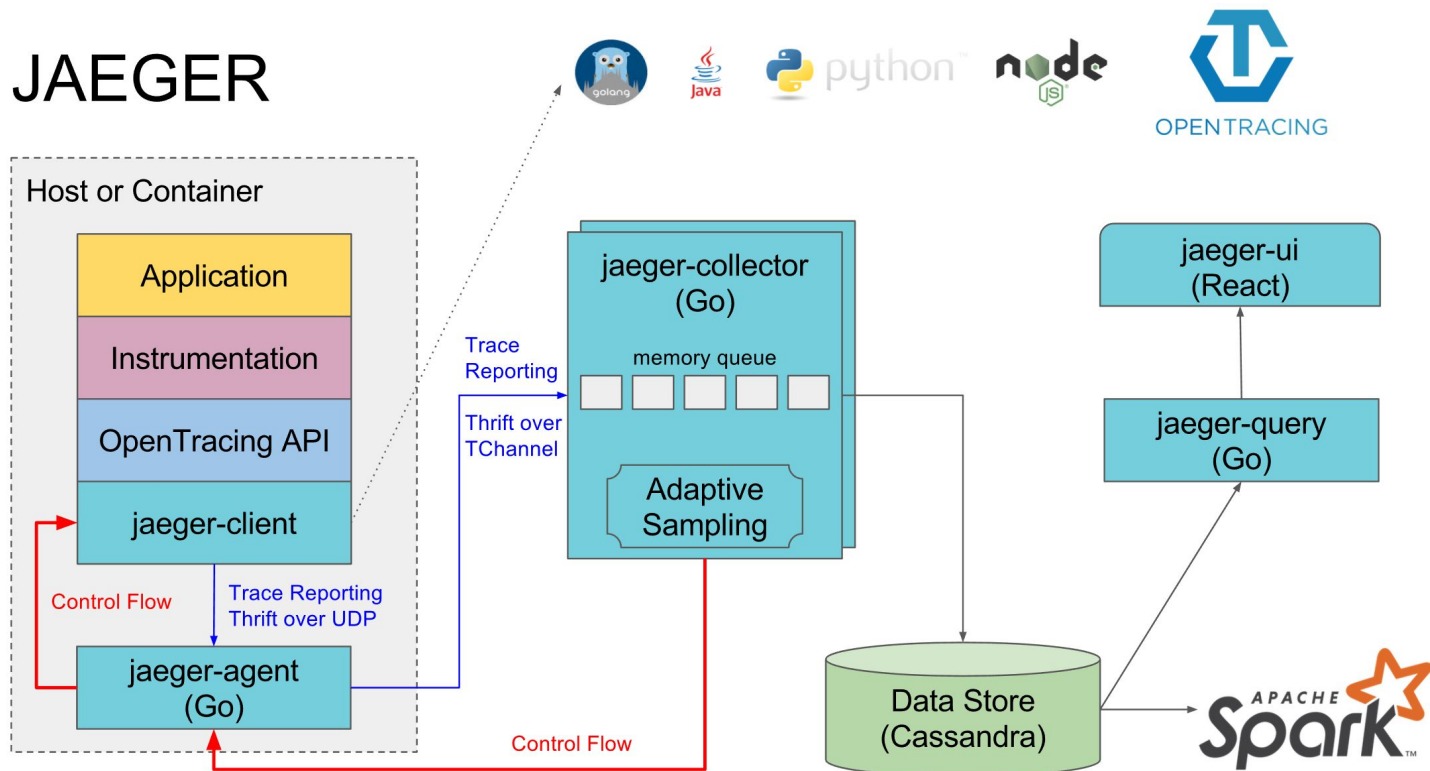 JAEGER
golang
Java
python™
node
JS
OPENTRACING
Host or Container
Application
Instrumentation
OpenTracing API
jaeger-client
Control Flow
Trace Reporting
Thrift over UDP
jaeger-agent
(Go)
Trace
Reporting
Thrift over
TChannel
jaeger-collector
(Go)
memory queue
Adaptive
Sampling
Control Flow
Data Store
(Cassandra)
jaeger-ui
(React)
jaeger-query
(Go)
APACHE
Spark™